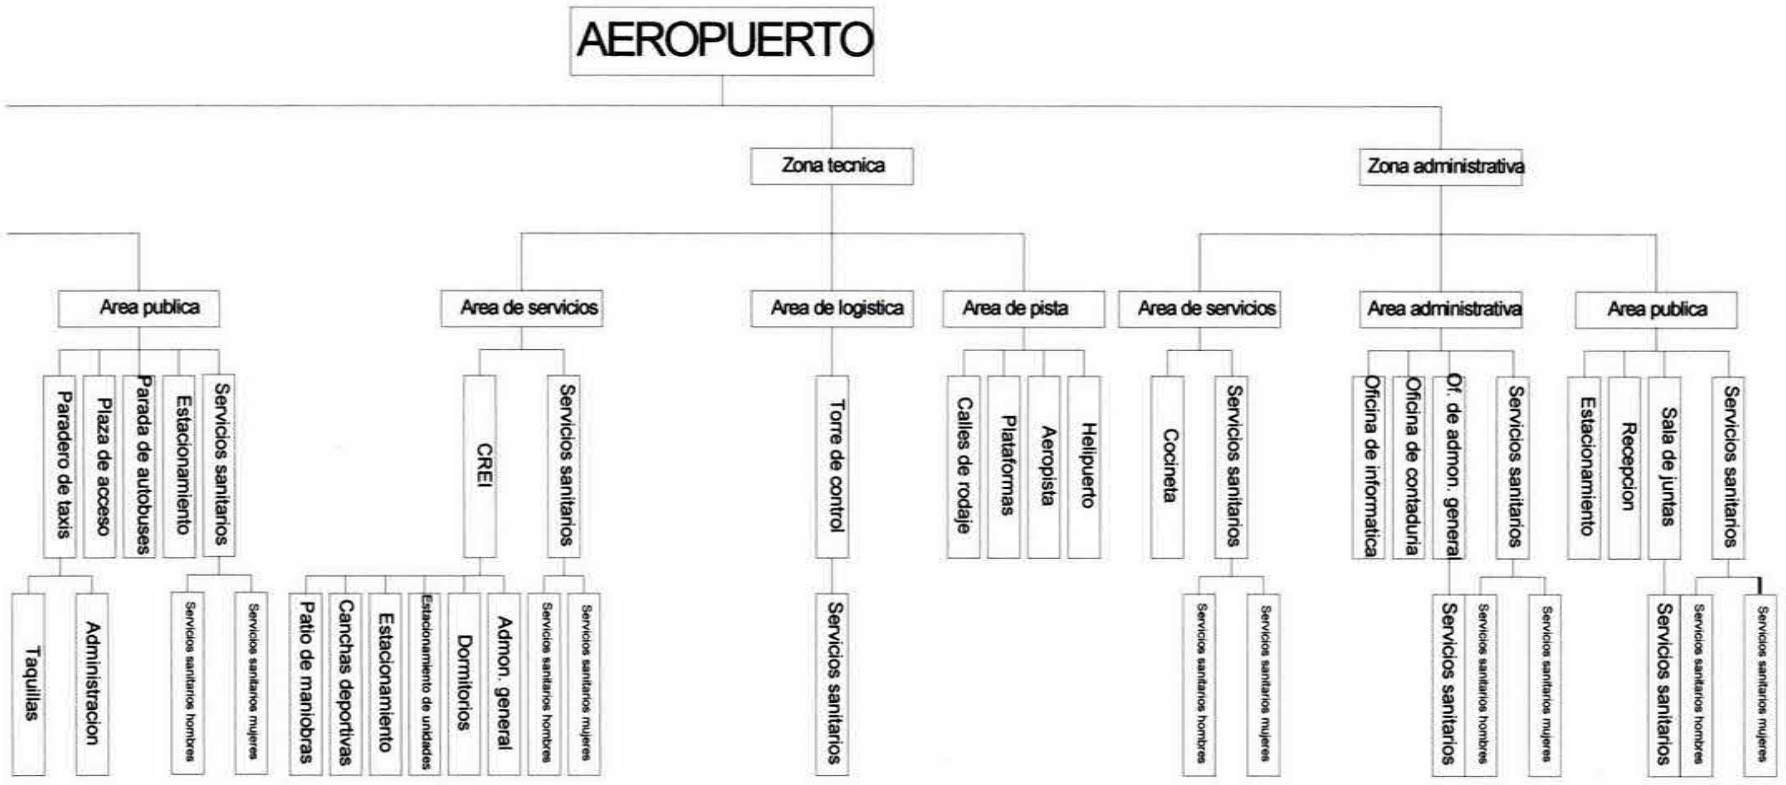 AEROPUERTO
Zona tecnica
Zona administrativa
Area publica
Area de servicios
Area de logistica
Area de pista
Area de servicios
Area administrativa
Area publica
Paradero de taxis
Plaza de acceso
Parada de autobuses
Estacionamiento
Servicios sanitarios
CREI
Servicios sanitarios
Torre de control
Calles de rodaje
Plataformas
Aeropista
Helipuerto
Cocineta
Servicios sanitarios
Oficina de informatica
Oficina de contaduria
Of. de admon. general
Servicios sanitarios
Estacionamiento
Recepcion
Sala de juntas
Servicios sanitarios
Taquillas
Administracion
Servicios sanitarios hombres
Servicios sanitarios mujeres
Patio de maniobras
Canchas deportivas
Estacionamiento
Estacionamiento de unidades
Dormitorios
Admon. general
Servicios sanitarios hombres
Servicios sanitarios mujeres
Servicios sanitarios
Servicios sanitarios hombres
Servicios sanitarios mujeres
Servicios sanitarios
Servicios sanitarios hombres
Servicios sanitarios mujeres
Servicios sanitarios
Servicios sanitarios hombres
Servicios sanitarios mujeres